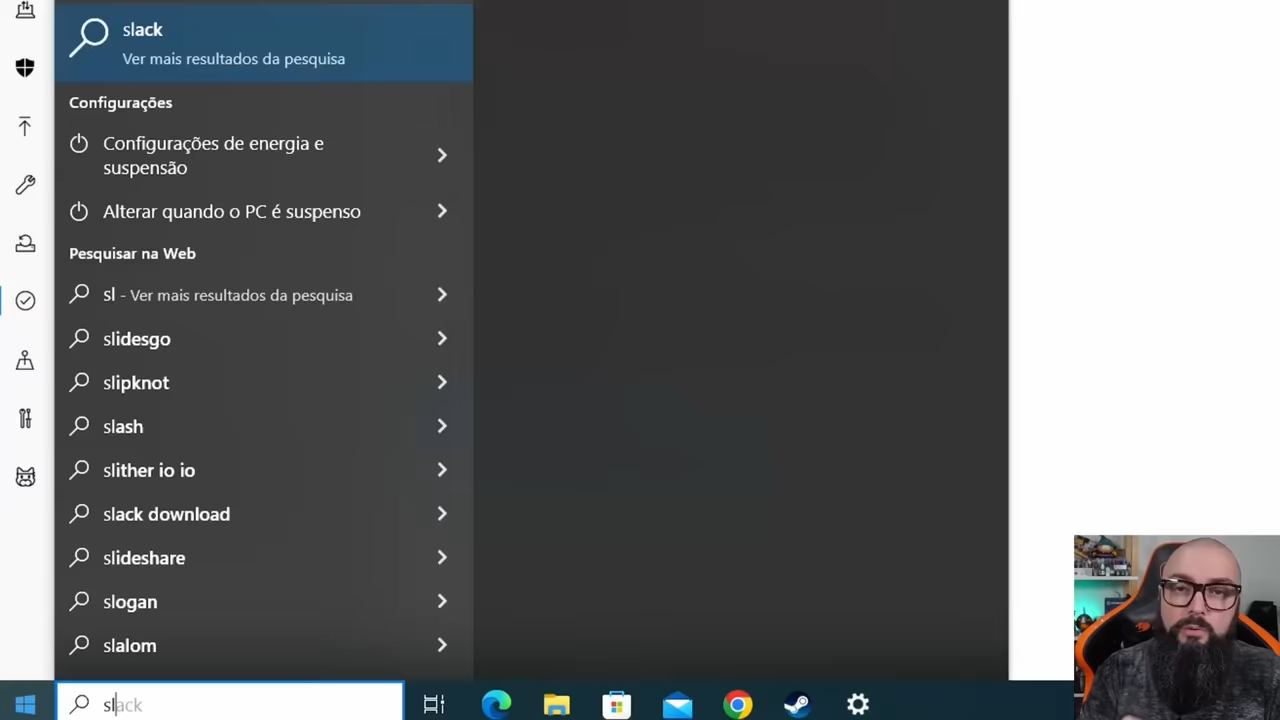 slack
Ver mais resultados da pesquisa
Configurações
Configurações de energia e
suspensão
Alterar quando o PC é suspenso
Pesquisar na Web
sl - Ver mais resultados da pesquisa
slidesgo
slipknot
slash
slither io io
slack download
slideshare
slogan
slalom
slack